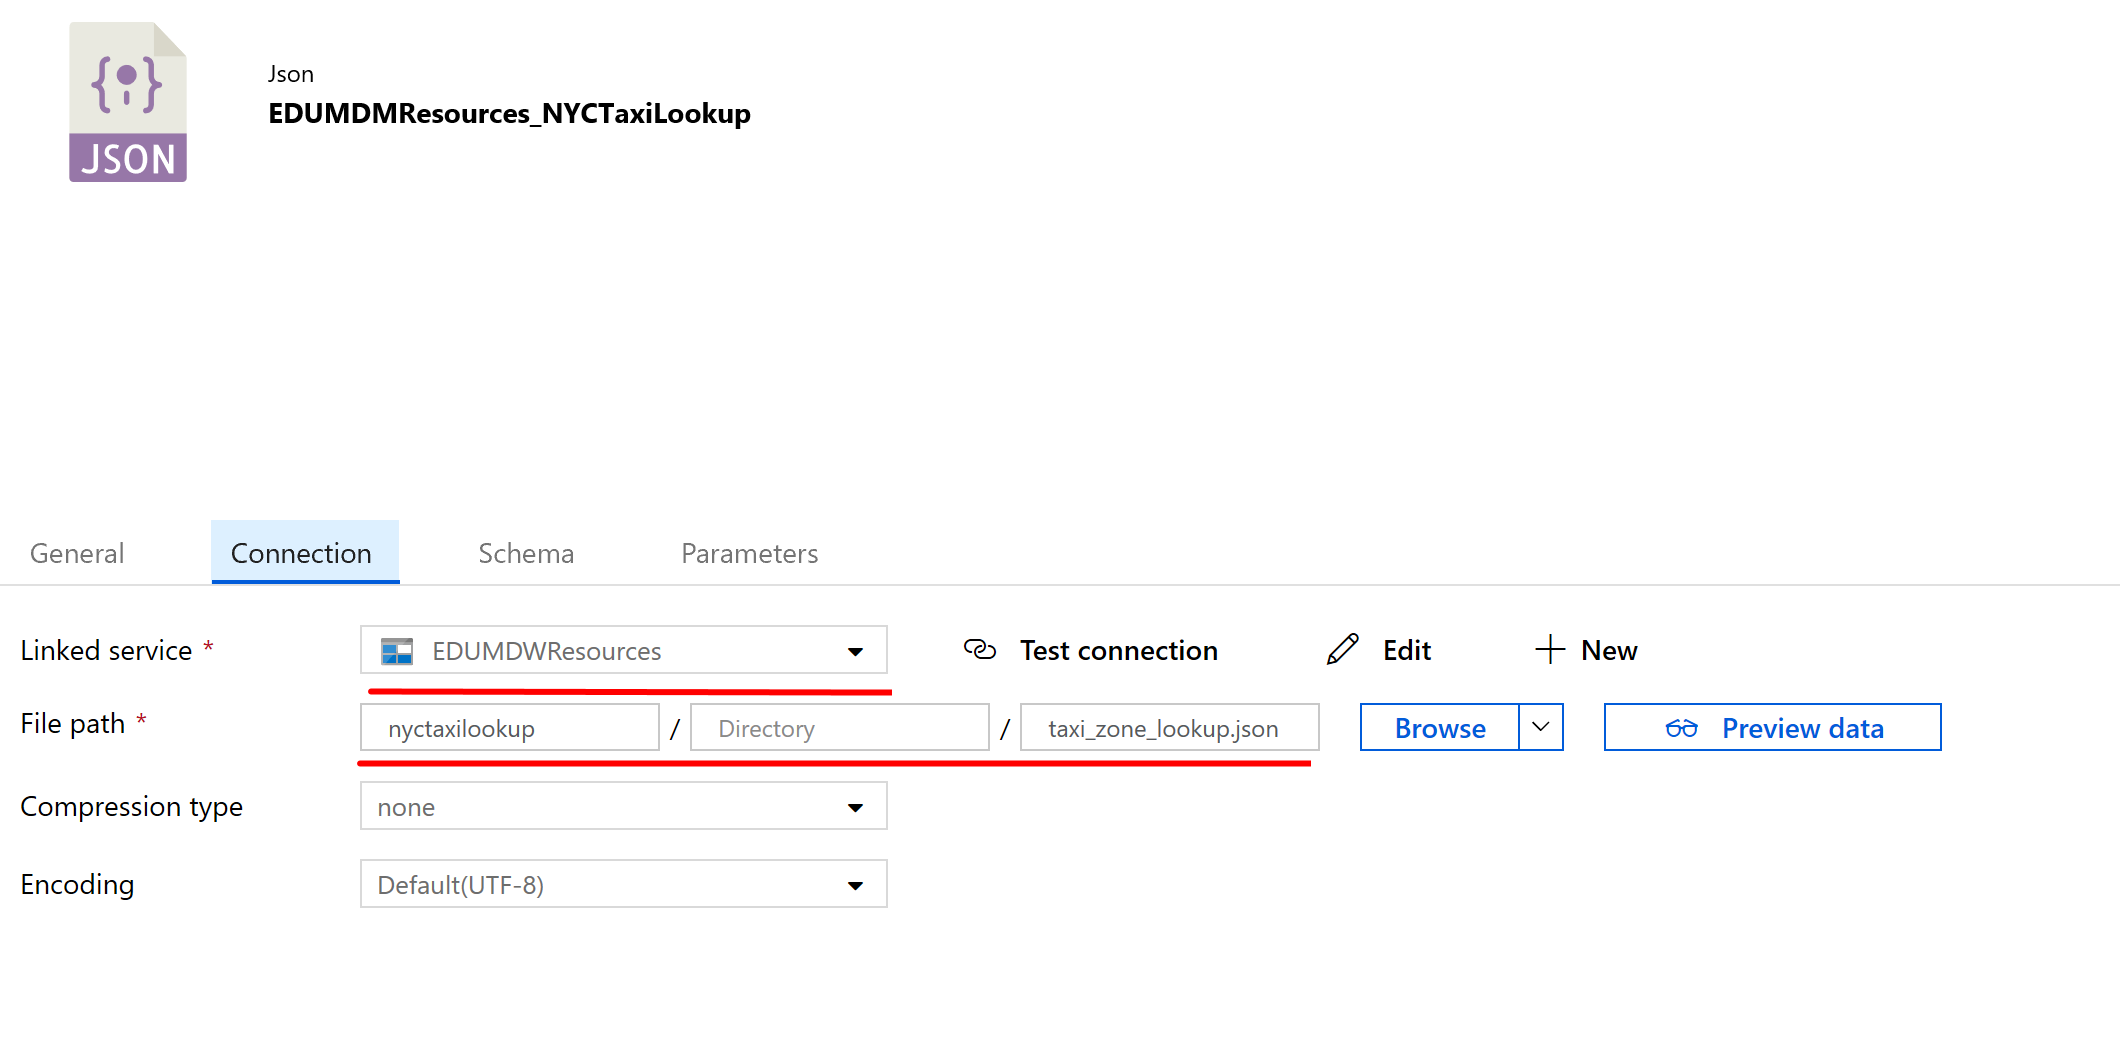 JSON
Json
EDUMDMResources_NYCTaxiLookup
General Connection Schema Parameters
Linked service * EDUMDWResources Test connection Edit New
File path * nyctaxilookup / Directory / taxi_zone_lookup.json Browse Preview data
Compression type none
Encoding Default(UTF-8)